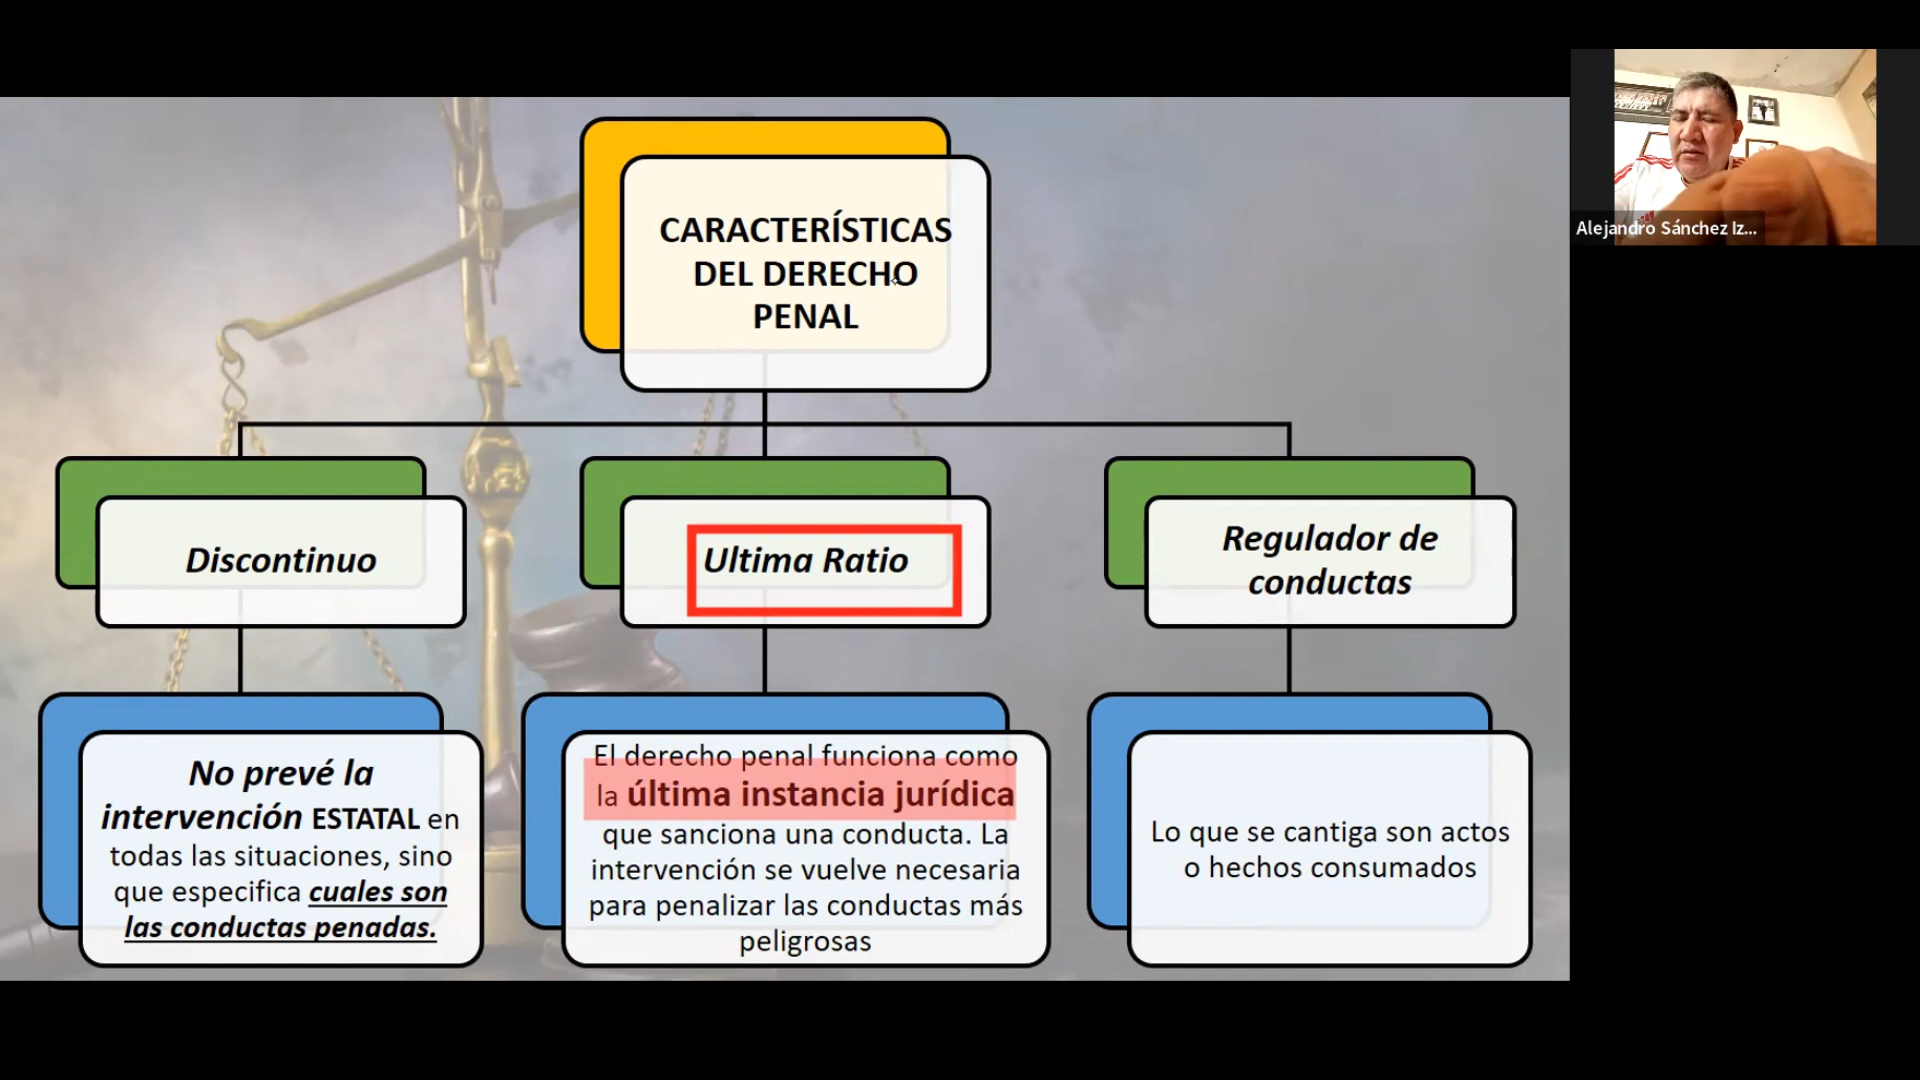 CARACTERÍSTICAS
DEL DERECHO
PENAL
Discontinuo
Ultima Ratio
Regulador de
conductas
No prevé la
intervención ESTATAL en
todas las situaciones, sino
que especifica cuales son
las conductas penadas.
El derecho penal funciona como
la última instancia jurídica
que sanciona una conducta. La
intervención se vuelve necesaria
para penalizar las conductas más
peligrosas
Lo que se cantiga son actos
o hechos consumados
Alejandro Sánchez Iz...